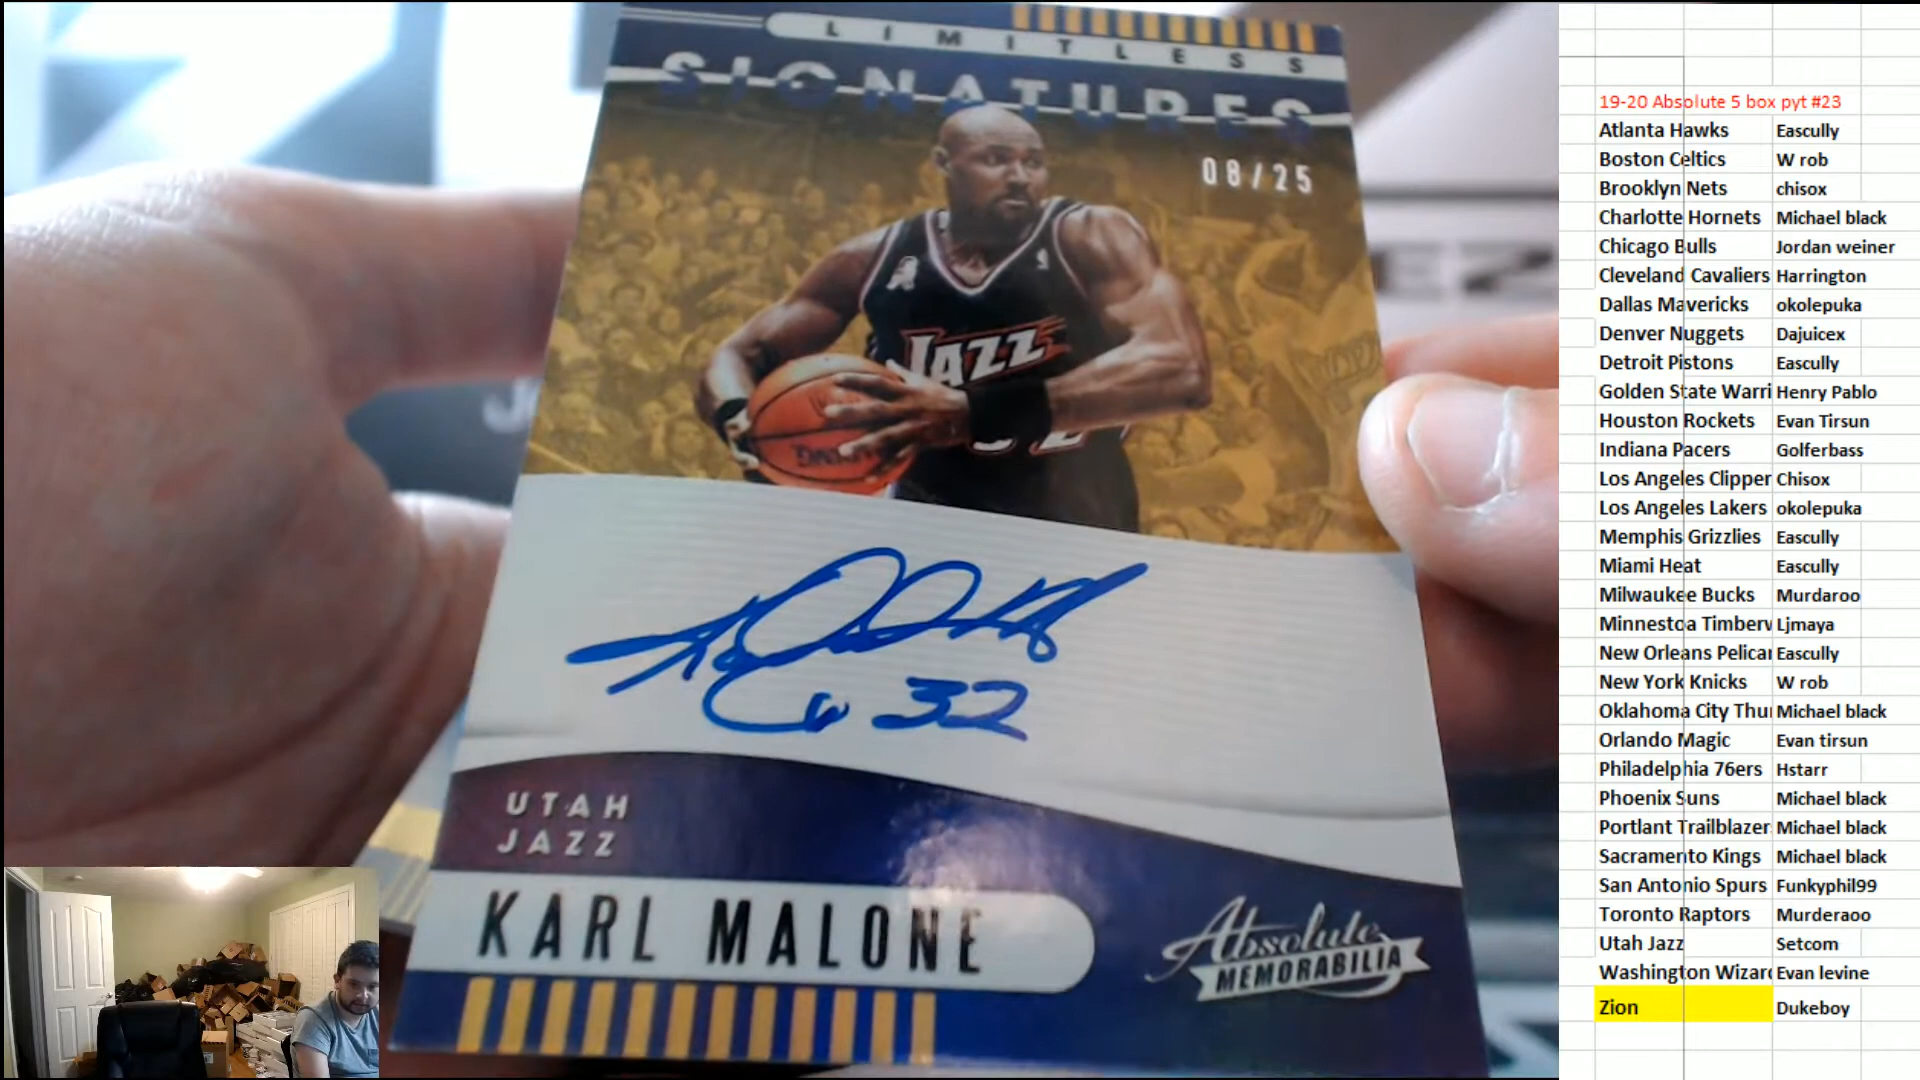 LIMITLESS
SIGNATURES
08/25
JAZZ
32
UTAH
JAZZ
KARL MALONE
Absolute
MEMORABILIA
19-20 Absolute 5 box pyt #23
Atlanta Hawks Eascully
Boston Celtics W rob
Brooklyn Nets chisox
Charlotte Hornets Michael black
Chicago Bulls Jordan weiner
Cleveland Cavaliers Harrington
Dallas Mavericks okolepuka
Denver Nuggets Dajuicex
Detroit Pistons Eascully
Golden State Warri Henry Pablo
Houston Rockets Evan Tirsun
Indiana Pacers Golferbass
Los Angeles Clipper Chisox
Los Angeles Lakers okolepuka
Memphis Grizzlies Eascully
Miami Heat Eascully
Milwaukee Bucks Murdaroo
Minnestoa Timberv Ljmaya
New Orleans Pelicar Eascully
New York Knicks W rob
Oklahoma City Thu Michael black
Orlando Magic Evan tirsun
Philadelphia 76ers Hstarr
Phoenix Suns Michael black
Portlant Trailblazer Michael black
Sacramento Kings Michael black
San Antonio Spurs Funkyphil99
Toronto Raptors Murderaoo
Utah Jazz Setcom
Washington Wizard Evan levine
Zion Dukeboy